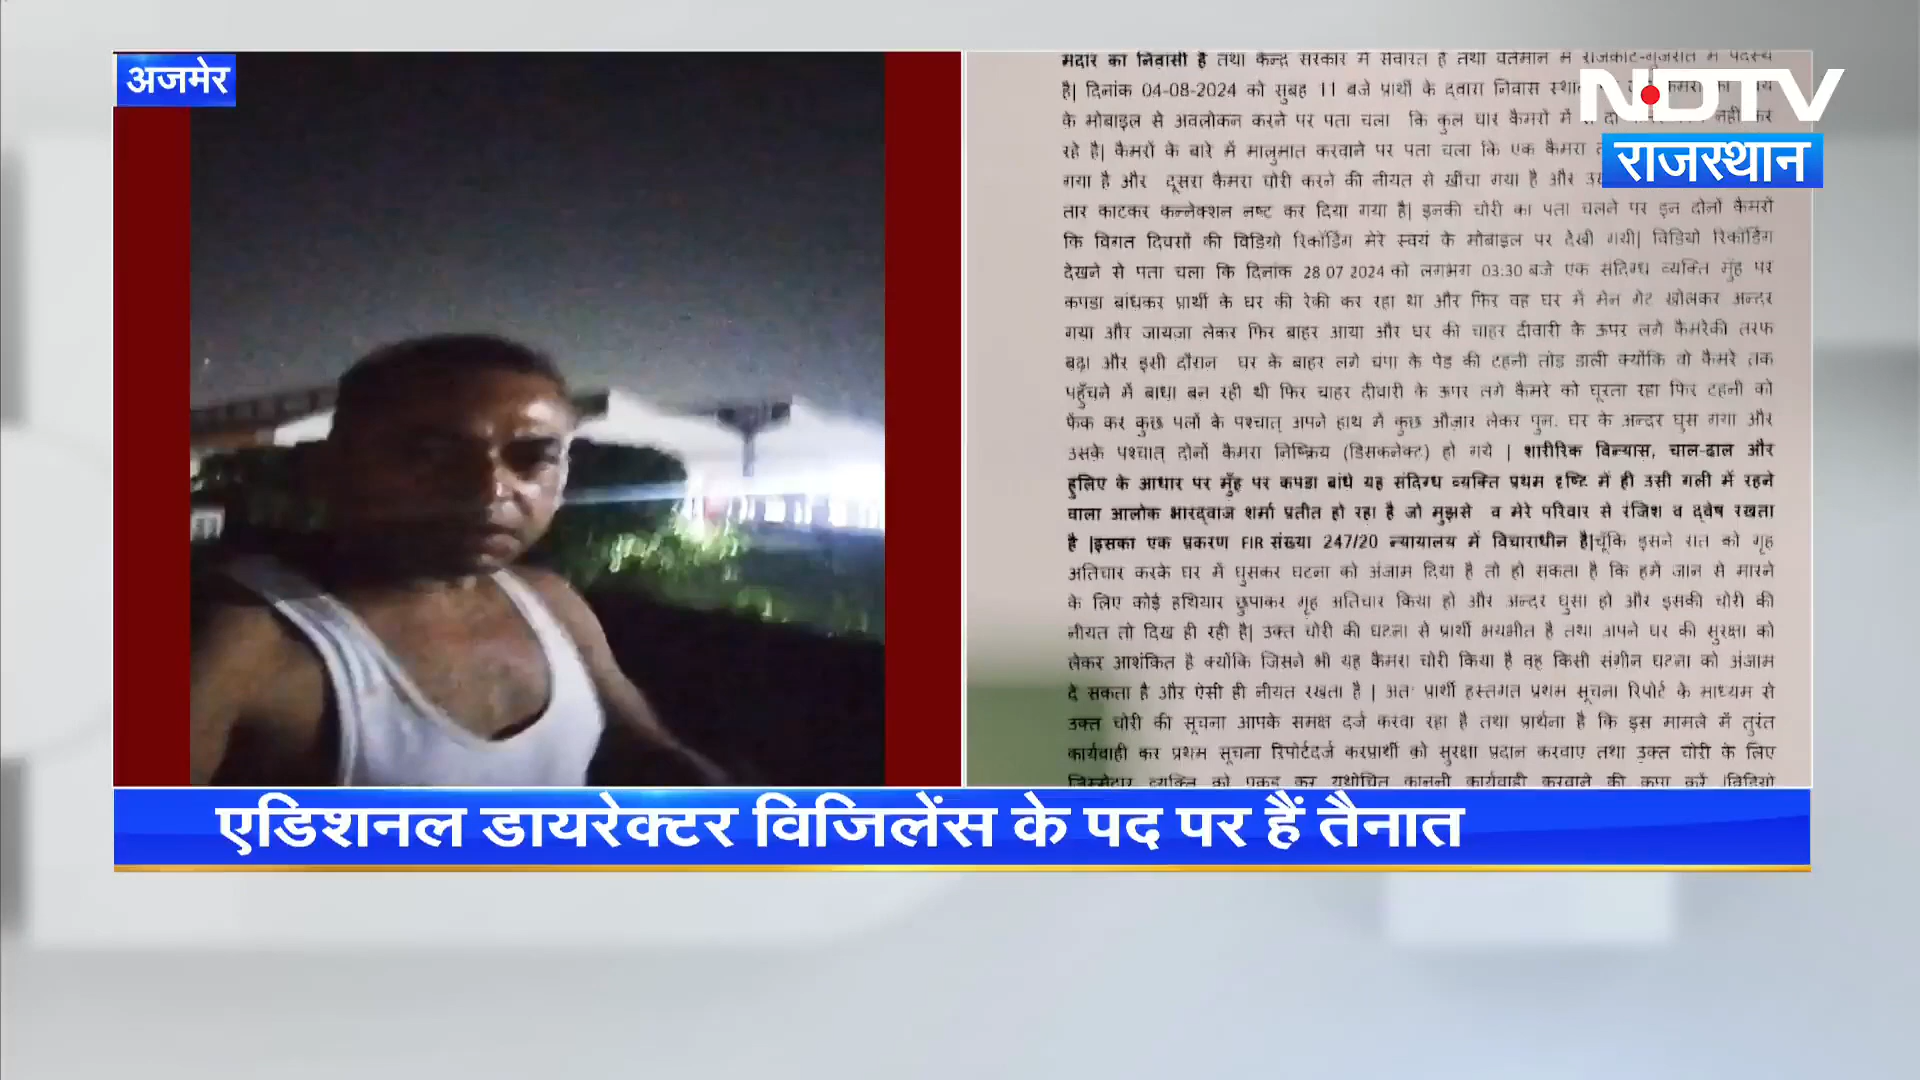 अजमेर
NDTV
राजस्थान
मदार का निवासी है तथा केन्द्र सरकार में सेवारत है तथा वर्तमान में राजकोट-गुजरात में पदस्थ
है| दिनांक 04-08-2024 को सुबह 11 बजे प्रार्थी के द्वारा निवास
के मोबाइल से अवलोकन करने पर पता चला कि कुल चार कैमरों में
रहे है| कैमरों के बारे में मालुमात करवाने पर पता चला कि एक कैमरा
गया है और दूसरा कैमरा चोरी करने की नीयत से खींचा गया है और
तार काटकर कन्नेक्शन नष्ट कर दिया गया है| इनकी चोरी का पता चलने पर इन दोनों कैमरों
कि विगत दिवसों की विडियो रिकॉर्डिंग मेरे स्वयं के मोबाइल पर देखी गयी| विडियो रिकॉर्डिंग
देखने से पता चला कि दिनांक 28 07 2024 को लगभग 03:30 बजे एक संदिग्ध व्यक्ति मुँह पर
कपडा बांधकर प्रार्थी के घर की रेकी कर रहा था और फिर वह घर में मेन गेट खोलकर अन्दर
गया और जायजा लेकर फिर बाहर आया और घर की चाहर दीवारी के ऊपर लगे कैमरेकी तरफ
बढ़ा और इसी दौरान घर के बाहर लगे चंपा के पेड़ की टहनी तोड़ डाली क्योंकि वो कैमरे तक
पहुँचने में बाधा बन रही थी फिर चाहर दीवारी के ऊपर लगे कैमरे को घूरता रहा फिर टहनी को
फेंक कर कुछ पलों के पश्चात् अपने हाथ में कुछ औज़ार लेकर पुन: घर के अन्दर घुस गया और
उसके पश्चात् दोनों कैमरा निष्क्रिय (डिसकनेक्ट) हो गये | शारीरिक विन्यास, चाल-ढाल और
हुलिए के आधार पर मुँह पर कपडा बांधे यह संदिग्ध व्यक्ति प्रथम दृष्टि में ही उसी गली में रहने
वाला आलोक भारद्वाज शर्मा प्रतीत हो रहा है जो मुझसे व मेरे परिवार से रंजिश व द्वेष रखता
है |इसका एक प्रकरण FIR संख्या 247/20 न्यायालय में विचाराधीन है|चूँकि इसने रात को गृह
अतिचार करके घर में घुसकर घटना को अंजाम दिया है तो हो सकता है कि हमें जान से मारने
के लिए कोई हथियार छुपाकर गृह अतिचार किया हो और अन्दर घुसा हो और इसकी चोरी की
नीयत तो दिख ही रही है| उक्त चोरी की घटना से प्रार्थी भयभीत है तथा अपने घर की सुरक्षा को
लेकर आशंकित है क्योंकि जिसने भी यह कैमरा चोरी किया है वह किसी संगीन घटना को अंजाम
दे सकता है और ऐसी ही नीयत रखता है | अत: प्रार्थी हस्तगत प्रथम सूचना रिपोर्ट के माध्यम से
उक्त चोरी की सूचना आपके समक्ष दर्ज करवा रहा है तथा प्रार्थना है कि इस मामले में तुरंत
कार्यवाही कर प्रथम सूचना रिपोर्टदर्ज करप्रार्थी को सुरक्षा प्रदान करवाए तथा उक्त चोरी के लिए
जिम्मेदार व्यक्ति को पकड़ कर यथोचित कानूनी कार्यवाही करवाने की कृपा करें |विडियो
एडिशनल डायरेक्टर विजिलेंस के पद पर हैं तैनात